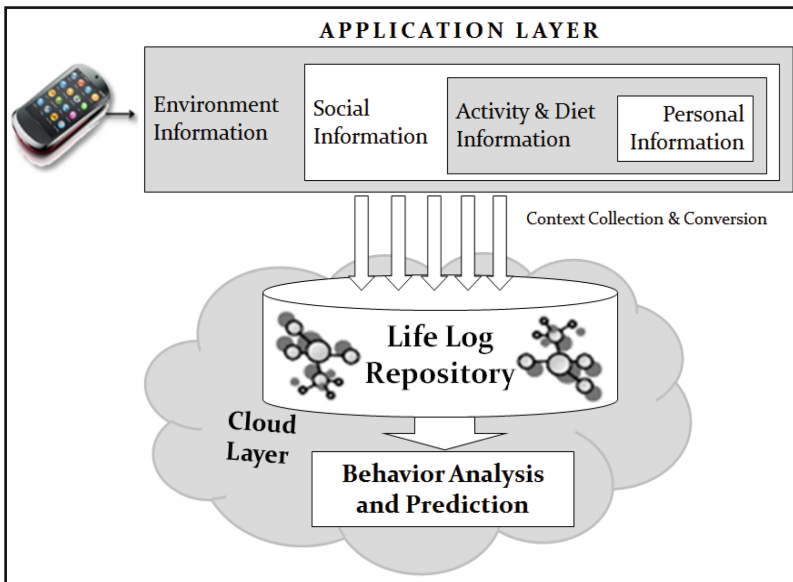 APPLICATION LAYER
Environment
Information
Social
Information
Activity & Diet
Information
Personal
Information
Context Collection & Conversion
Life Log
Repository
Cloud
Layer
Behavior Analysis
and Prediction